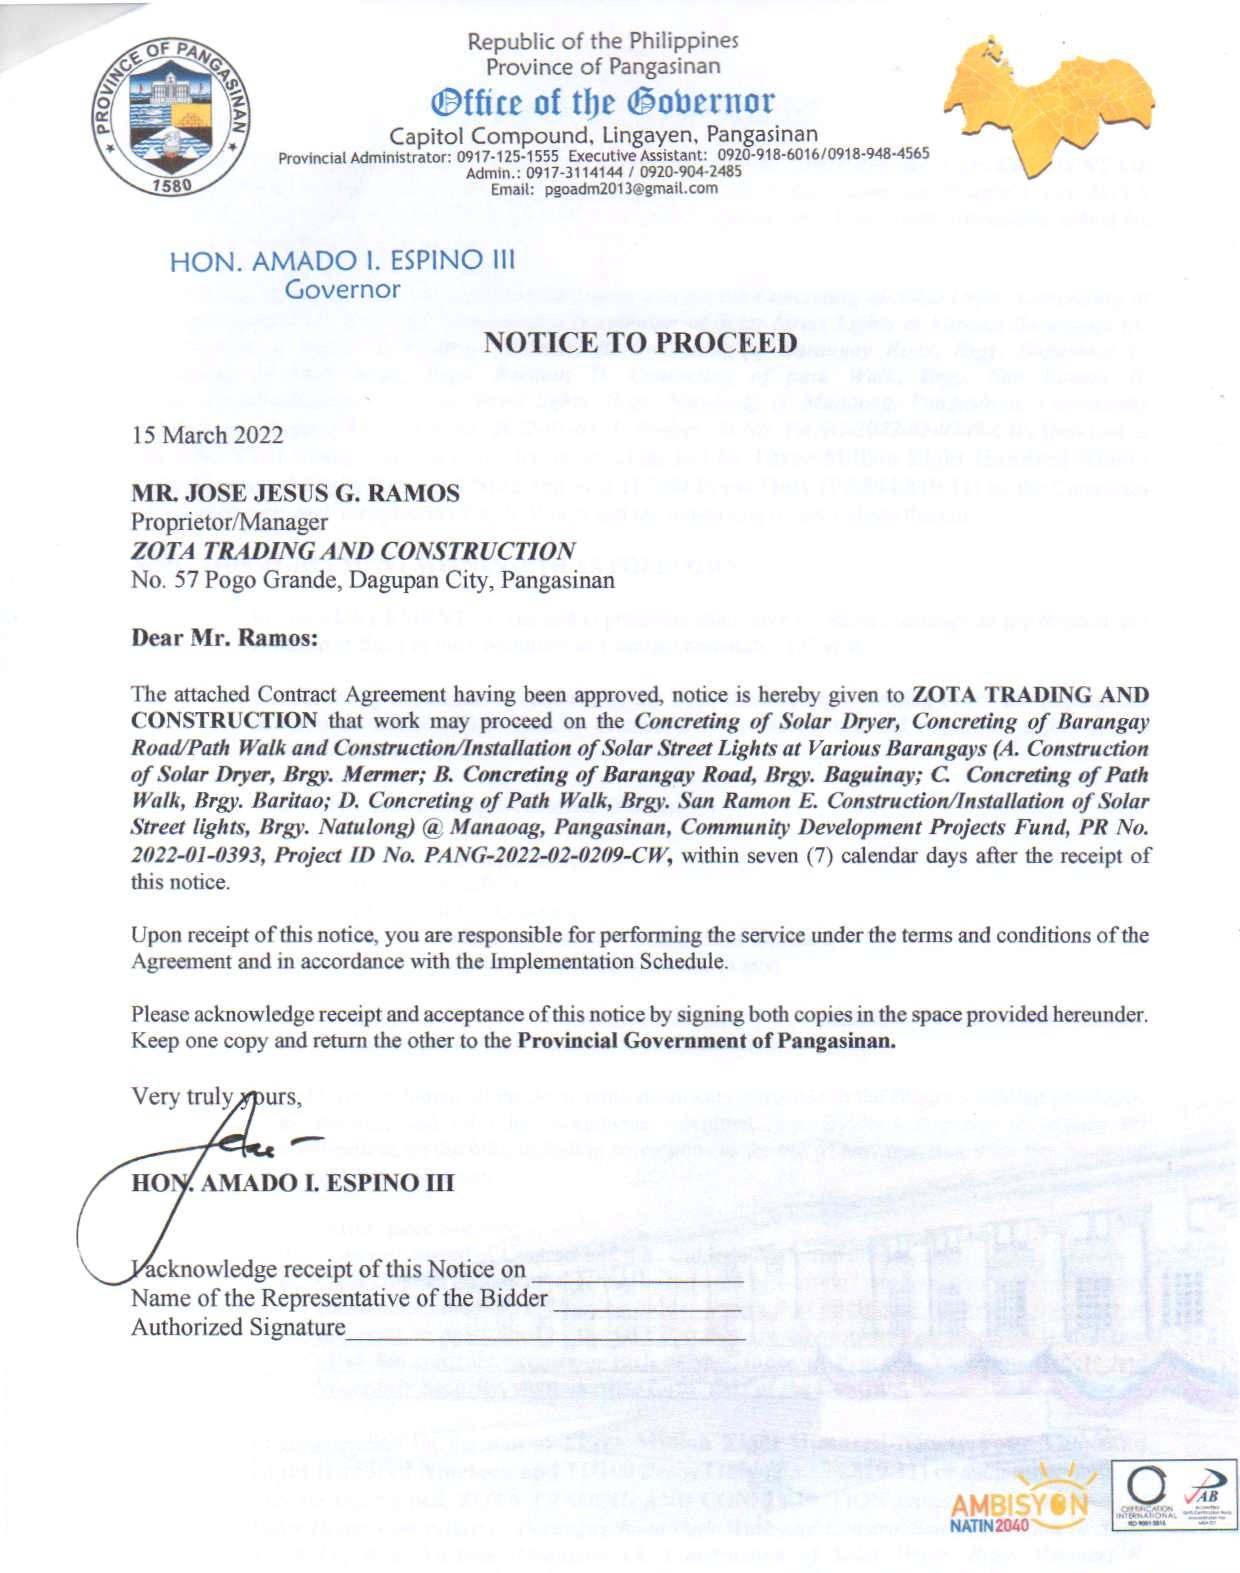 PROVINCE OF PANGASINAN
1580
Republic of the Philippines
Province of Pangasinan
Office of the Governor
Capitol Compound, Lingayen, Pangasinan
Provincial Administrator: 0917-125-1555 Executive Assistant: 0920-918-6016/0918-948-4565
Admin.: 0917-3114144 / 0920-904-2485
Email: pgoadm2013@gmail.com
HON. AMADO I. ESPINO III
Governor
NOTICE TO PROCEED
15 March 2022
MR. JOSE JESUS G. RAMOS
Proprietor/Manager
ZOTA TRADING AND CONSTRUCTION
No. 57 Pogo Grande, Dagupan City, Pangasinan
Dear Mr. Ramos:
The attached Contract Agreement having been approved, notice is hereby given to ZOTA TRADING AND
CONSTRUCTION that work may proceed on the Concreting of Solar Dryer, Concreting of Barangay
Road/Path Walk and Construction/Installation of Solar Street Lights at Various Barangays (A. Construction
of Solar Dryer, Brgy. Mermer; B. Concreting of Barangay Road, Brgy. Baguinay; C. Concreting of Path
Walk, Brgy. Baritao; D. Concreting of Path Walk, Brgy. San Ramon E. Construction/Installation of Solar
Street lights, Brgy. Natulong) @ Manaoag, Pangasinan, Community Development Projects Fund, PR No.
2022-01-0393, Project ID No. PANG-2022-02-0209-CW, within seven (7) calendar days after the receipt of
this notice.
Upon receipt of this notice, you are responsible for performing the service under the terms and conditions of the
Agreement and in accordance with the Implementation Schedule.
Please acknowledge receipt and acceptance of this notice by signing both copies in the space provided hereunder.
Keep one copy and return the other to the Provincial Government of Pangasinan.
Very truly yours,
HON. AMADO I. ESPINO III
I acknowledge receipt of this Notice on
Name of the Representative of the Bidder
Authorized Signature
AMBISYON
NATIN 2040
CERTIFICATION
INTERNATIONAL
ISO 9001:2015
AB